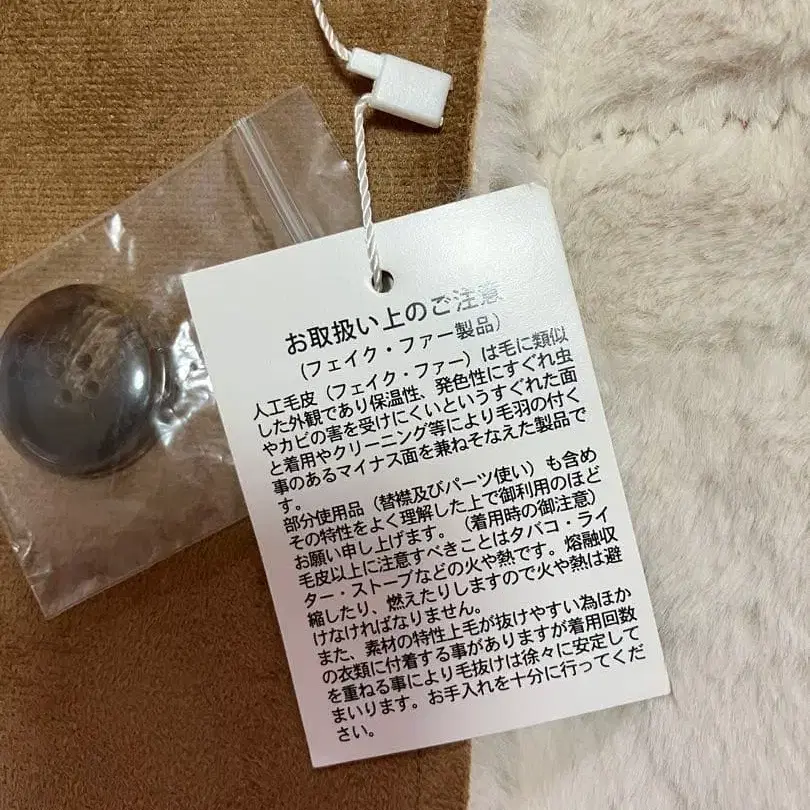 お取扱い上のご注意
(フェイク・ファー製品)
人工毛皮（フェイク・ファー）は毛に類似
した外観であり保温性、発色性にすぐれ虫
やカビの害を受けにくいというすぐれた面
と着用やクリーニング等により毛羽の付く
事のあるマイナス面を兼ねそなえた製品で
す。
部分使用品（替襟及びパーツ使い）も含め
その特性をよく理解した上で御利用のほど
お願い申し上げます。（着用時の御注意）
毛皮以上に注意すべきことはタバコ・ライ
ター・ストーブなどの火や熱です。熔融収
縮したり、燃えたりしますので火や熱は避
けなければなりません。
また、素材の特性上毛が抜けやすい為ほか
の衣類に付着する事がありますが着用回数
を重ねる事により毛抜けは徐々に安定して
まいります。お手入れを十分に行ってくだ
さい。